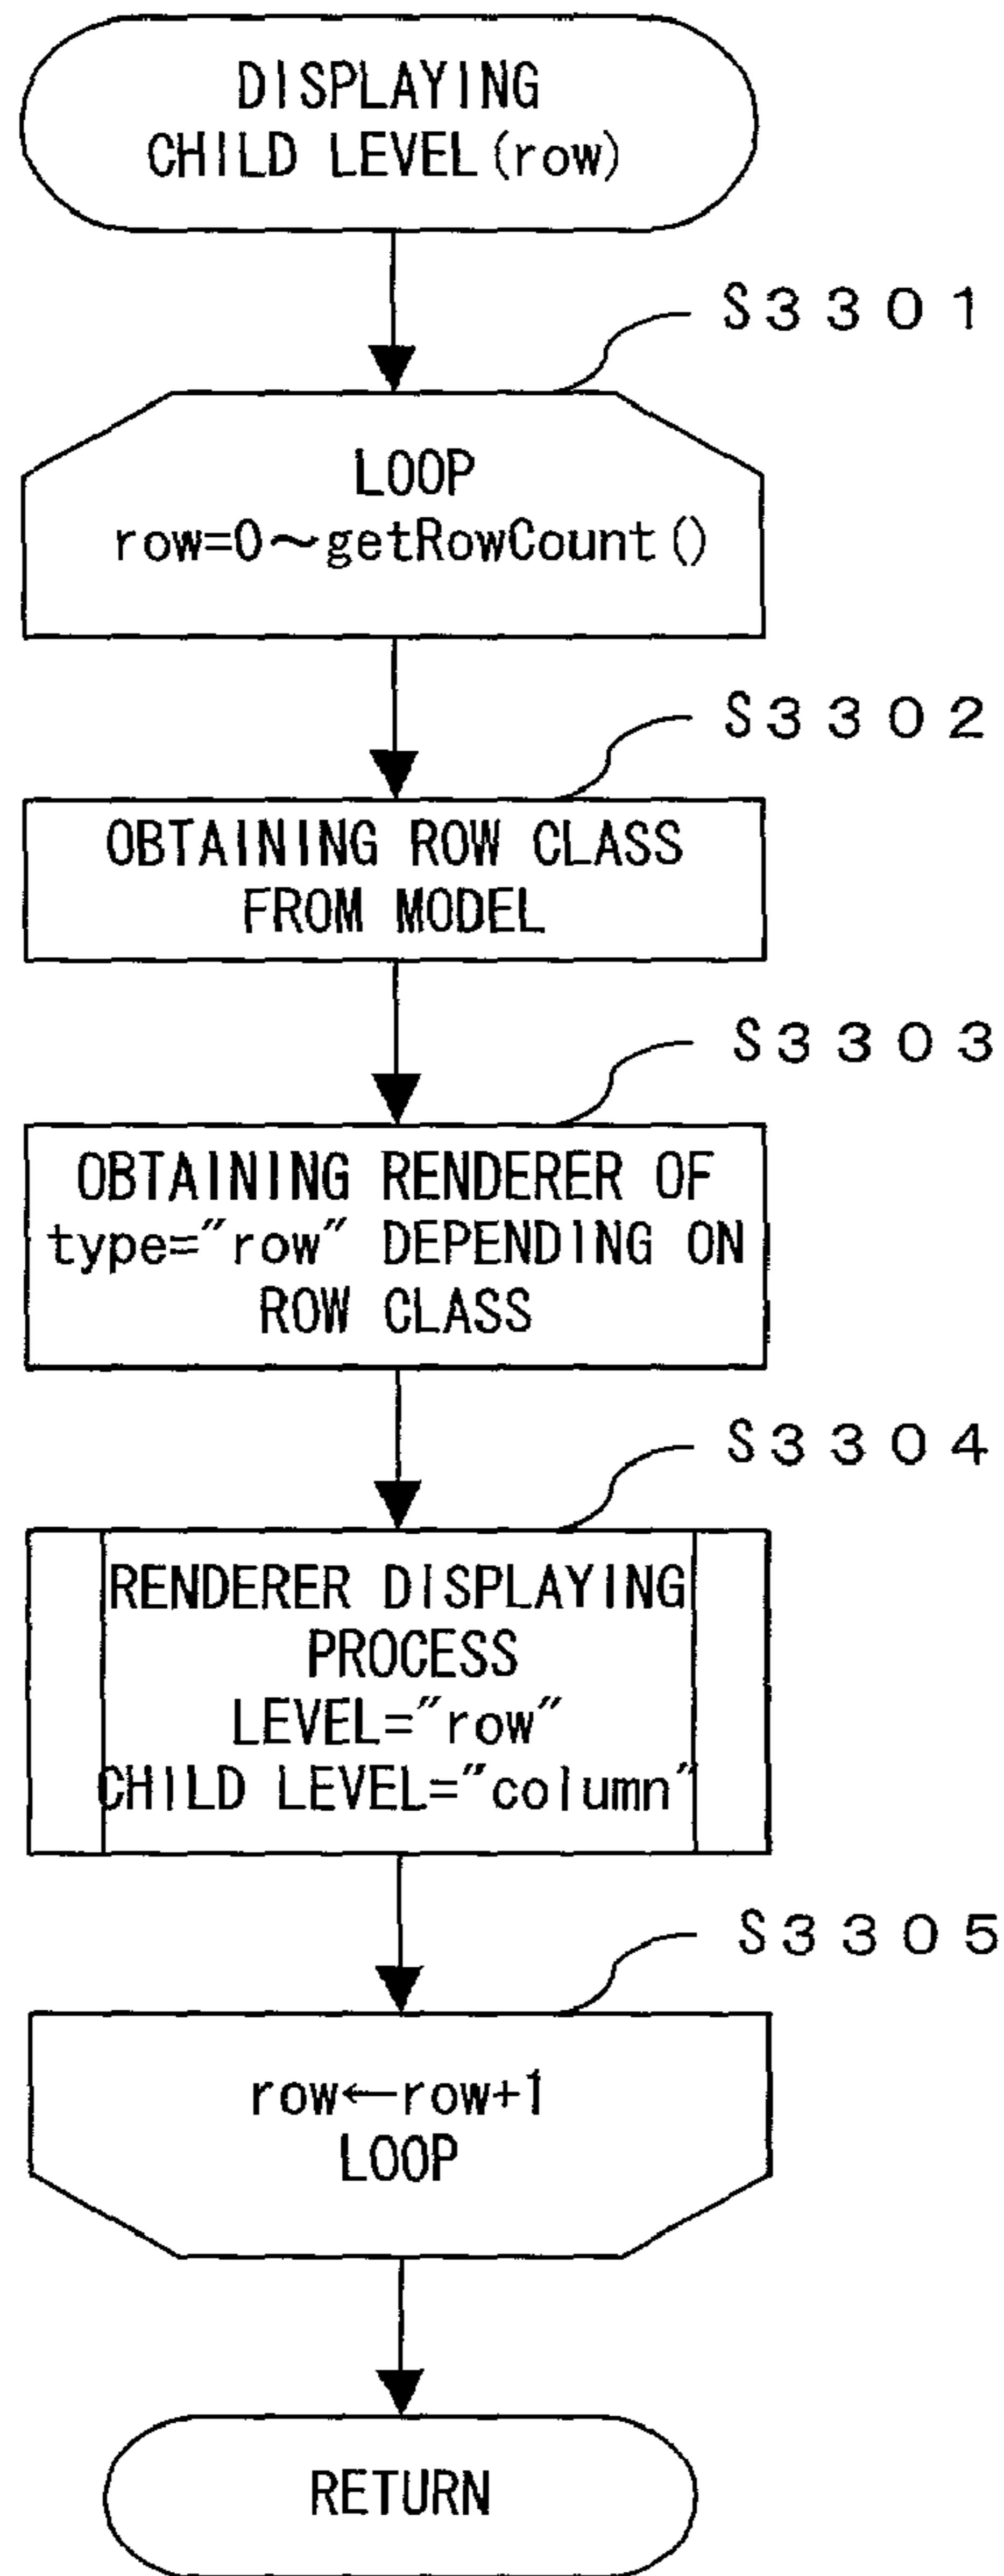 DISPLAYING
CHILD LEVEL(row)
S3301
LOOP
row=0～getRowCount()
S3302
OBTAINING ROW CLASS
FROM MODEL
S3303
OBTAINING RENDERER OF
type="row" DEPENDING ON
ROW CLASS
S3304
RENDERER DISPLAYING
PROCESS
LEVEL="row"
CHILD LEVEL="column"
S3305
row←row+1
LOOP
RETURN